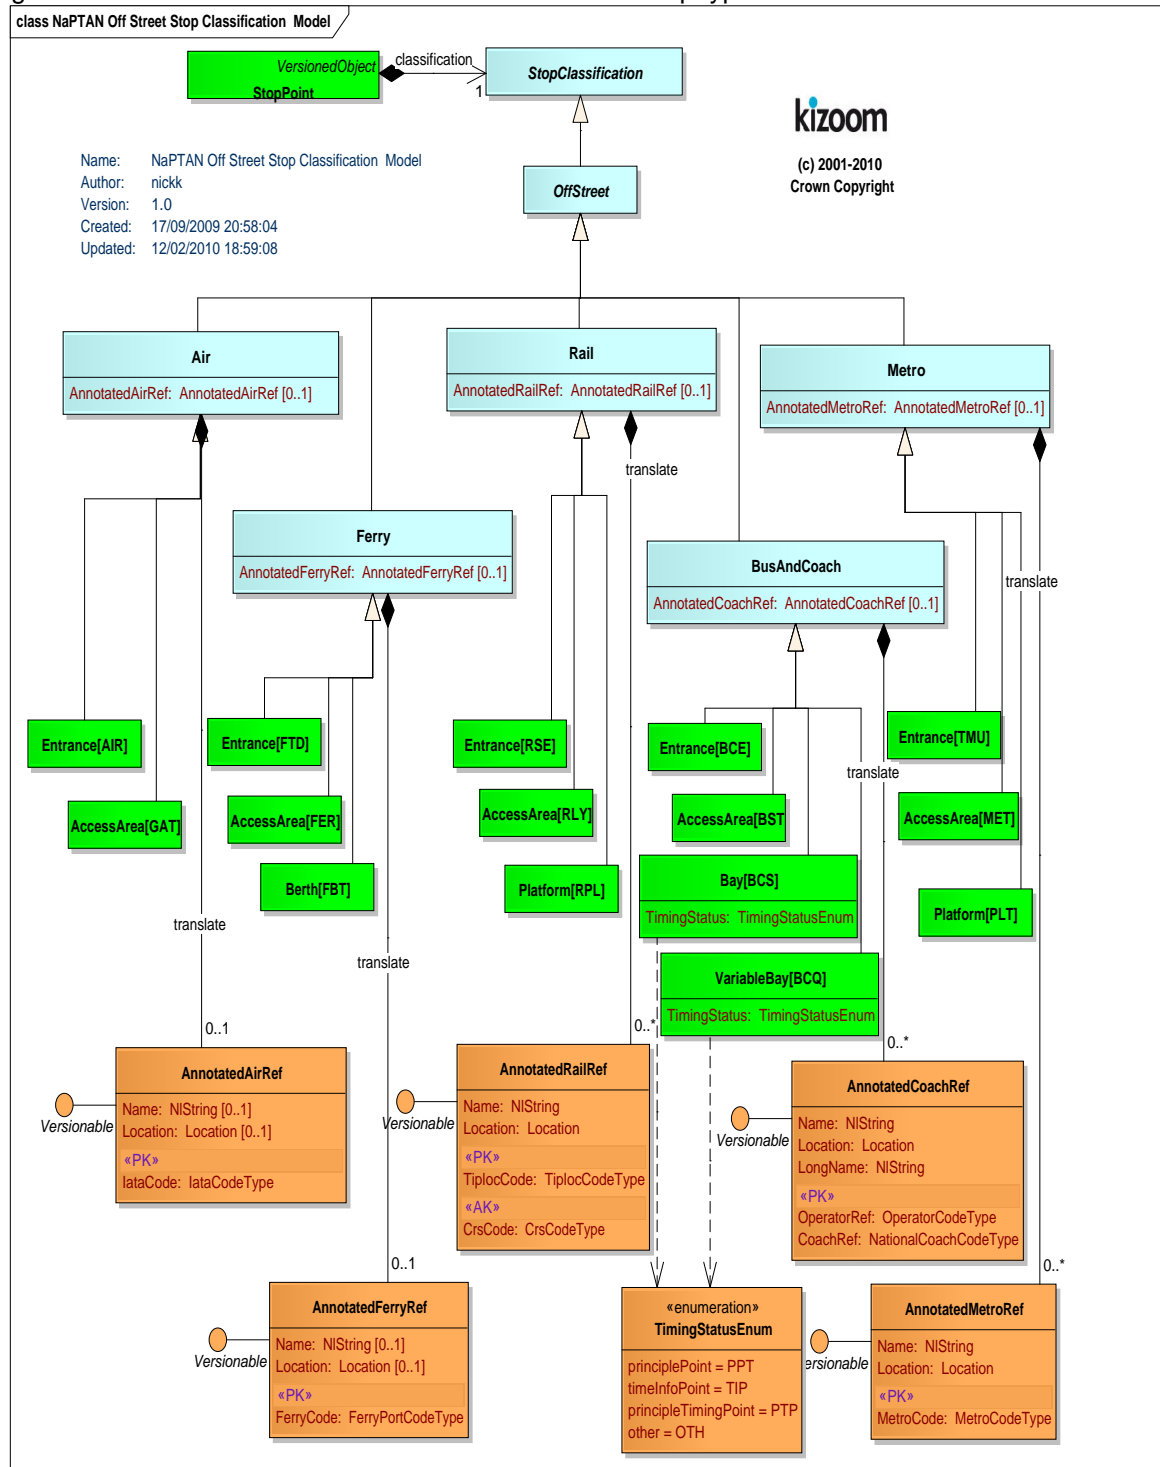 class NaPTAN Off Street Stop Classification Model
VersionedObject
StopPoint
classification
1
StopClassification
kizoom
(c) 2001-2010
Crown Copyright
Name: NaPTAN Off Street Stop Classification Model
Author: nickk
Version: 1.0
Created: 17/09/2009 20:58:04
Updated: 12/02/2010 18:59:08
OffStreet
Air
AnnotatedAirRef: AnnotatedAirRef [0..1]
Rail
AnnotatedRailRef: AnnotatedRailRef [0..1]
Metro
AnnotatedMetroRef: AnnotatedMetroRef [0..1]
translate
Ferry
AnnotatedFerryRef: AnnotatedFerryRef [0..1]
BusAndCoach
AnnotatedCoachRef: AnnotatedCoachRef [0..1]
translate
Entrance[AIR]
Entrance[FTD]
Entrance[RSE]
Entrance[BCE]
Entrance[TMU]
translate
AccessArea[GAT]
AccessArea[FER]
AccessArea[RLY]
AccessArea[BST
AccessArea[MET]
Berth[FBT]
Platform[RPL]
Bay[BCS]
TimingStatus: TimingStatusEnum
Platform[PLT]
translate
translate
VariableBay[BCQ]
TimingStatus: TimingStatusEnum
0..1
0..*
0..*
AnnotatedAirRef
Name: NlString [0..1]
Location: Location [0..1]
«PK»
IataCode: IataCodeType
Versionable
AnnotatedRailRef
Name: NlString
Location: Location
«PK»
TiplocCode: TiplocCodeType
«AK»
CrsCode: CrsCodeType
Versionable
AnnotatedCoachRef
Name: NlString
Location: Location
LongName: NlString
«PK»
OperatorRef: OperatorCodeType
CoachRef: NationalCoachCodeType
Versionable
0..1
0..*
AnnotatedFerryRef
Name: NlString [0..1]
Location: Location [0..1]
«PK»
FerryCode: FerryPortCodeType
Versionable
«enumeration»
TimingStatusEnum
principlePoint = PPT
timeInfoPoint = TIP
principleTimingPoint = PTP
other = OTH
AnnotatedMetroRef
Name: NlString
Location: Location
«PK»
MetroCode: MetroCodeType
ersionable